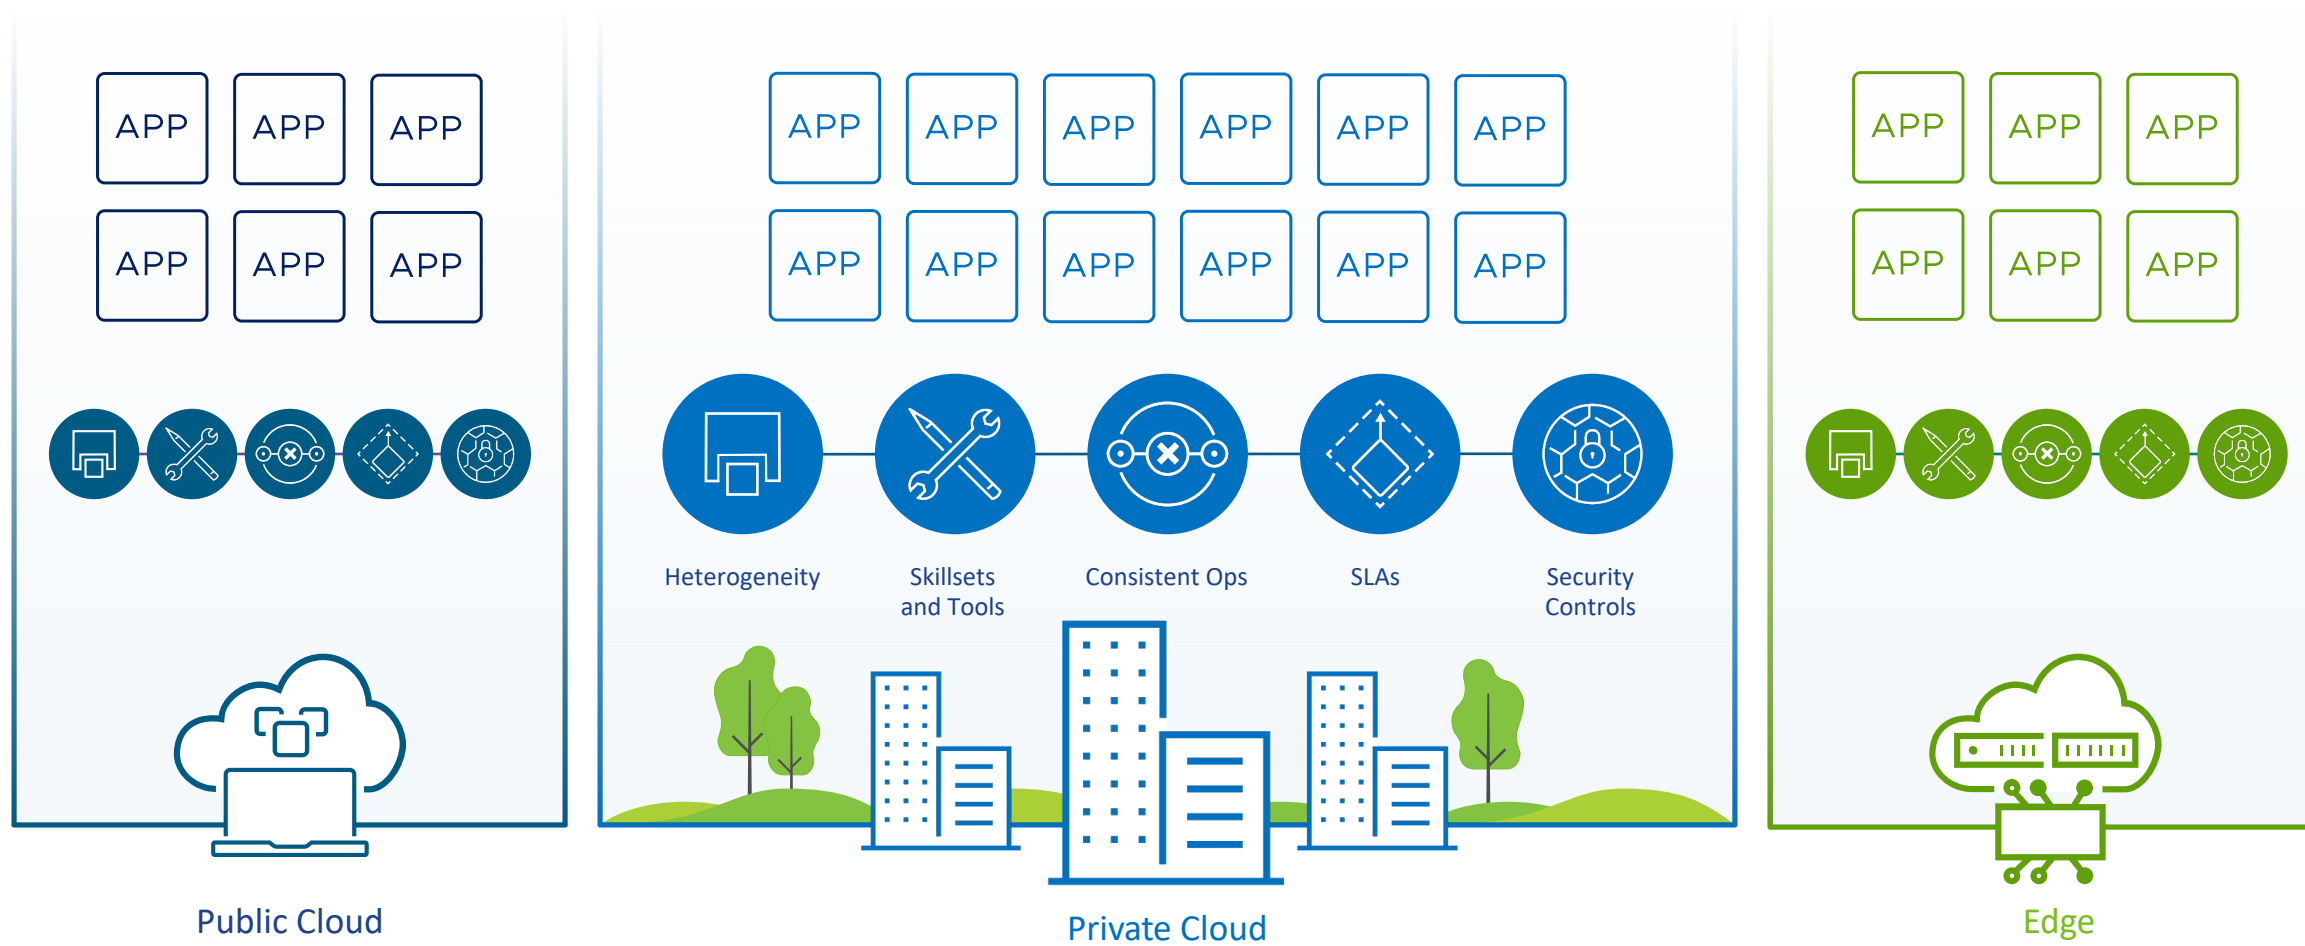 APP APP APP
APP APP APP
APP APP APP APP APP APP
APP APP APP APP APP APP
Heterogeneity
Skillsets
and Tools
Consistent Ops
SLAs
Security
Controls
APP APP APP
APP APP APP
Public Cloud
Private Cloud
Edge